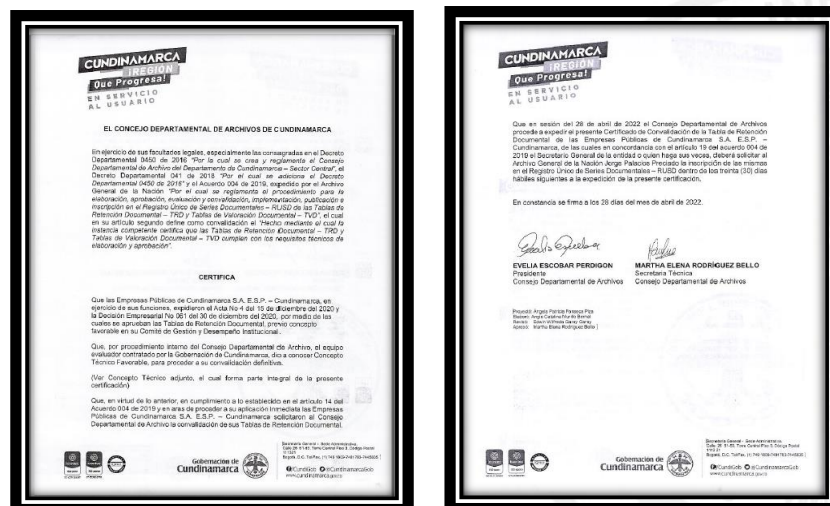 CUNDINAMARCA
¡REGIÓN
Que Progresa!
EN SERVICIO
AL USUARIO
EL CONCEJO DEPARTAMENTAL DE ARCHIVOS DE CUNDINAMARCA
En ejercicio de sus facultades legales, especialmente las consagradas en el Decreto
Departamental 0450 de 2016 "Por la cual se crea y reglamenta el Consejo
Departamental de Archivo del Departamento de Cundinamarca – Sector Central", el
Decreto Departamental 041 de 2018 "Por el cual se adiciona el Decreto
Departamental 0450 de 2016" y el Acuerdo 004 de 2019, expedido por el Archivo
General de la Nación "Por el cual se reglamenta el procedimiento para la
elaboración, aprobación, evaluación y convalidación, implementación, publicación e
inscripción en el Registro Único de Series Documentales – RUSD de las Tablas de
Retención Documental – TRD y Tablas de Valoración Documental – TVD", el cual
en su artículo segundo define como convalidación el "Hecho mediante el cual la
instancia competente certifica que las Tablas de Retención Documental – TRD y
Tablas de Valoración Documental – TVD cumplen con los requisitos técnicos de
elaboración y aprobación".
CERTIFICA
Que las Empresas Públicas de Cundinamarca S.A. E.S.P. – Cundinamarca, en
ejercicio de sus funciones, expidieron el Acta No 4 del 16 de diciembre del 2020 y
la Decisión Empresarial No 061 del 30 de diciembre del 2020, por medio de los
cuales se aprueban las Tablas de Retención Documental, previo concepto
favorable en su Comité de Gestión y Desempeño Institucional.
Que, por procedimiento interno del Consejo Departamental de Archivo, el equipo
evaluador contratado por la Gobernación de Cundinamarca, dio a conocer Concepto
Técnico Favorable, para proceder a su convalidación definitiva.
(Ver Concepto Técnico adjunto, el cual forma parte integral de la presente
certificación)
Que, en virtud de lo anterior, en cumplimiento a lo establecido en el artículo 14 del
Acuerdo 004 de 2019 y en aras de proceder a su aplicación inmediata las Empresas
Públicas de Cundinamarca S.A. E.S.P. – Cundinamarca solicitaron al Consejo
Departamental de Archivo la convalidación de sus Tablas de Retención Documental.
Gobernación de
Cundinamarca
CundiGob @CundinamarcaGob
www.cundinamarca.gov.co
CUNDINAMARCA
¡REGIÓN
Que Progresa!
EN SERVICIO
AL USUARIO
Que en sesión del 28 de abril de 2022 el Consejo Departamental de Archivos
procede a expedir el presente Certificado de Convalidación de la Tabla de Retención
Documental de las Empresas Públicas de Cundinamarca S.A. E.S.P. –
Cundinamarca, de las cuales en concordancia con el artículo 19 del acuerdo 004 de
2019 el Secretario General de la entidad o quien haga sus veces, deberá solicitar al
Archivo General de la Nación Jorge Palacios Preciado la inscripción de las mismas
en el Registro Único de Series Documentales – RUSD dentro de los treinta (30) días
hábiles siguientes a la expedición de la presente certificación.
En constancia se firma a los 28 días del mes de abril de 2022.
EVELIA ESCOBAR PERDIGON
Presidente
Consejo Departamental de Archivos
MARTHA ELENA RODRÍGUEZ BELLO
Secretaria Técnica
Consejo Departamental de Archivos
Gobernación de
Cundinamarca
CundiGob @CundinamarcaGob
www.cundinamarca.gov.co